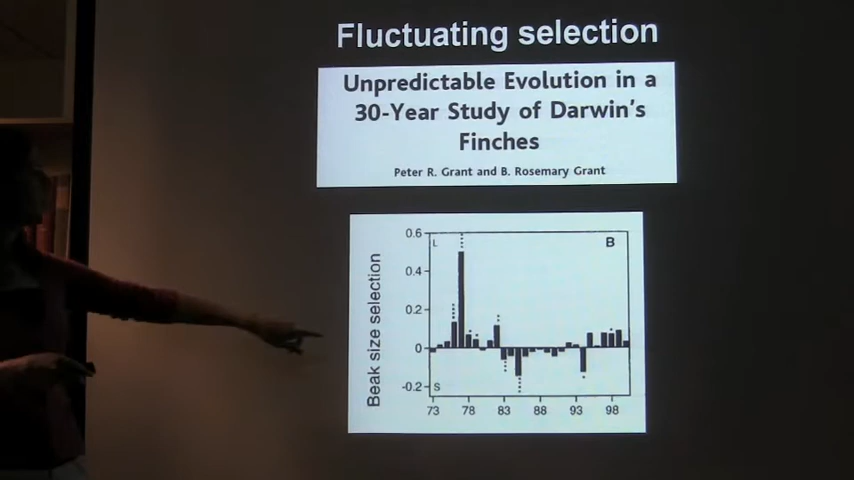 Fluctuating selection
Unpredictable Evolution in a
30-Year Study of Darwin's
Finches
Peter R. Grant and B. Rosemary Grant
Beak size selection
0.6
0.4
0.2
0
-0.2
L
B
S
73 78 83 88 93 98